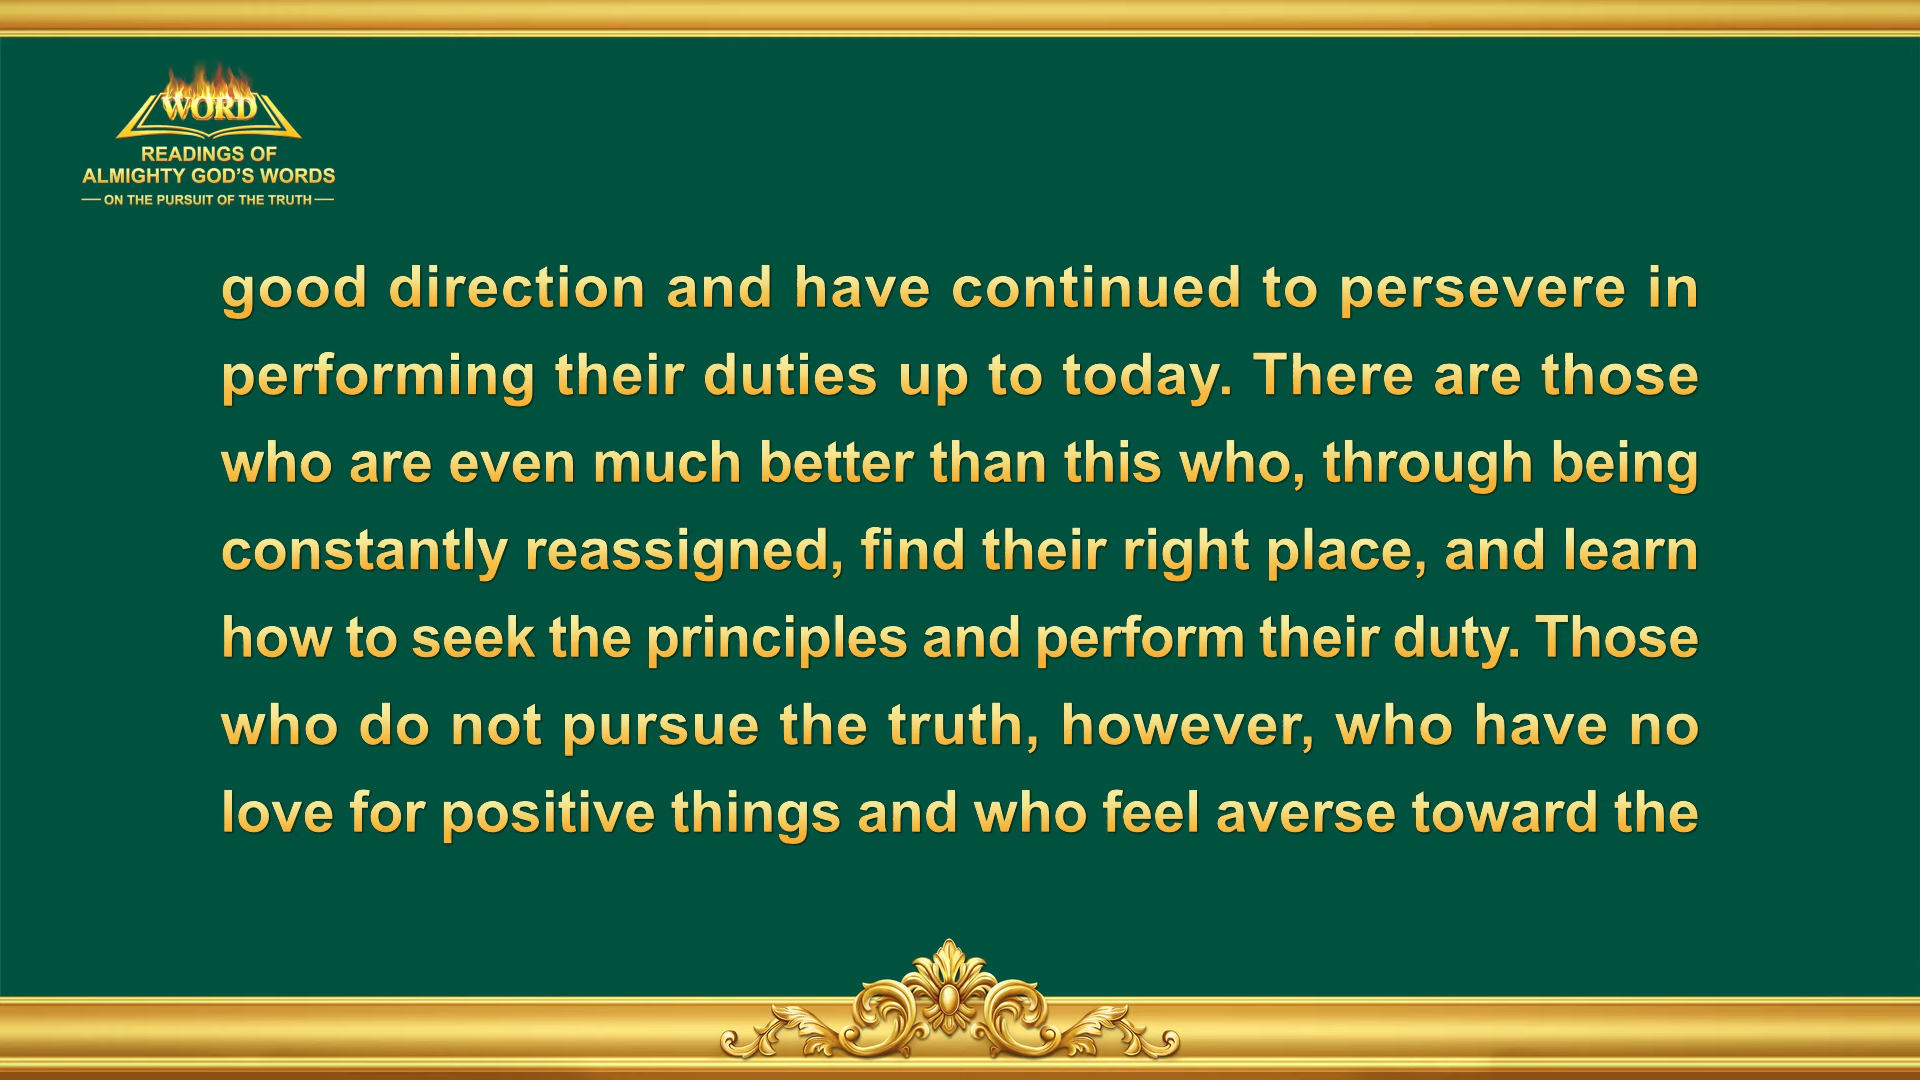 WORD
READINGS OF
ALMIGHTY GOD'S WORDS
— ON THE PURSUIT OF THE TRUTH —
good direction and have continued to persevere in
performing their duties up to today. There are those
who are even much better than this who, through being
constantly reassigned, find their right place, and learn
how to seek the principles and perform their duty. Those
who do not pursue the truth, however, who have no
love for positive things and who feel averse toward the